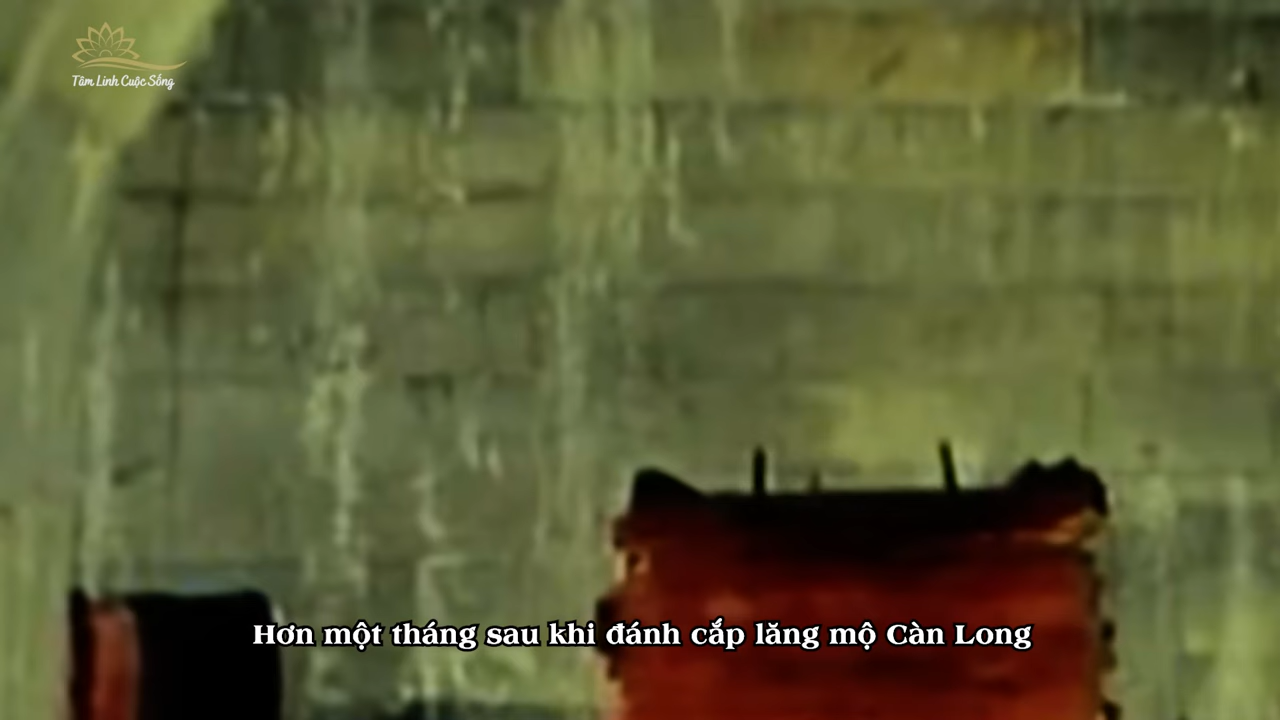 Tâm Linh Cuộc Sống
Hơn một tháng sau khi đánh cắp lăng mộ Càn Long